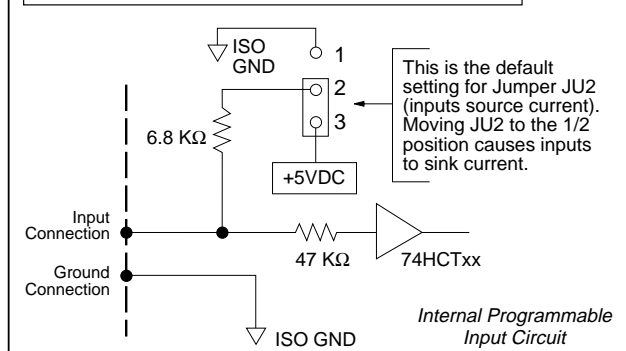 ISO
GND
1
2
3
This is the default
setting for Jumper JU2
(inputs source current).
Moving JU2 to the 1/2
position causes inputs
to sink current.
6.8 KΩ
+5VDC
Input
Connection
47 KΩ
74HCTxx
Ground
Connection
ISO GND
Internal Programmable
Input Circuit